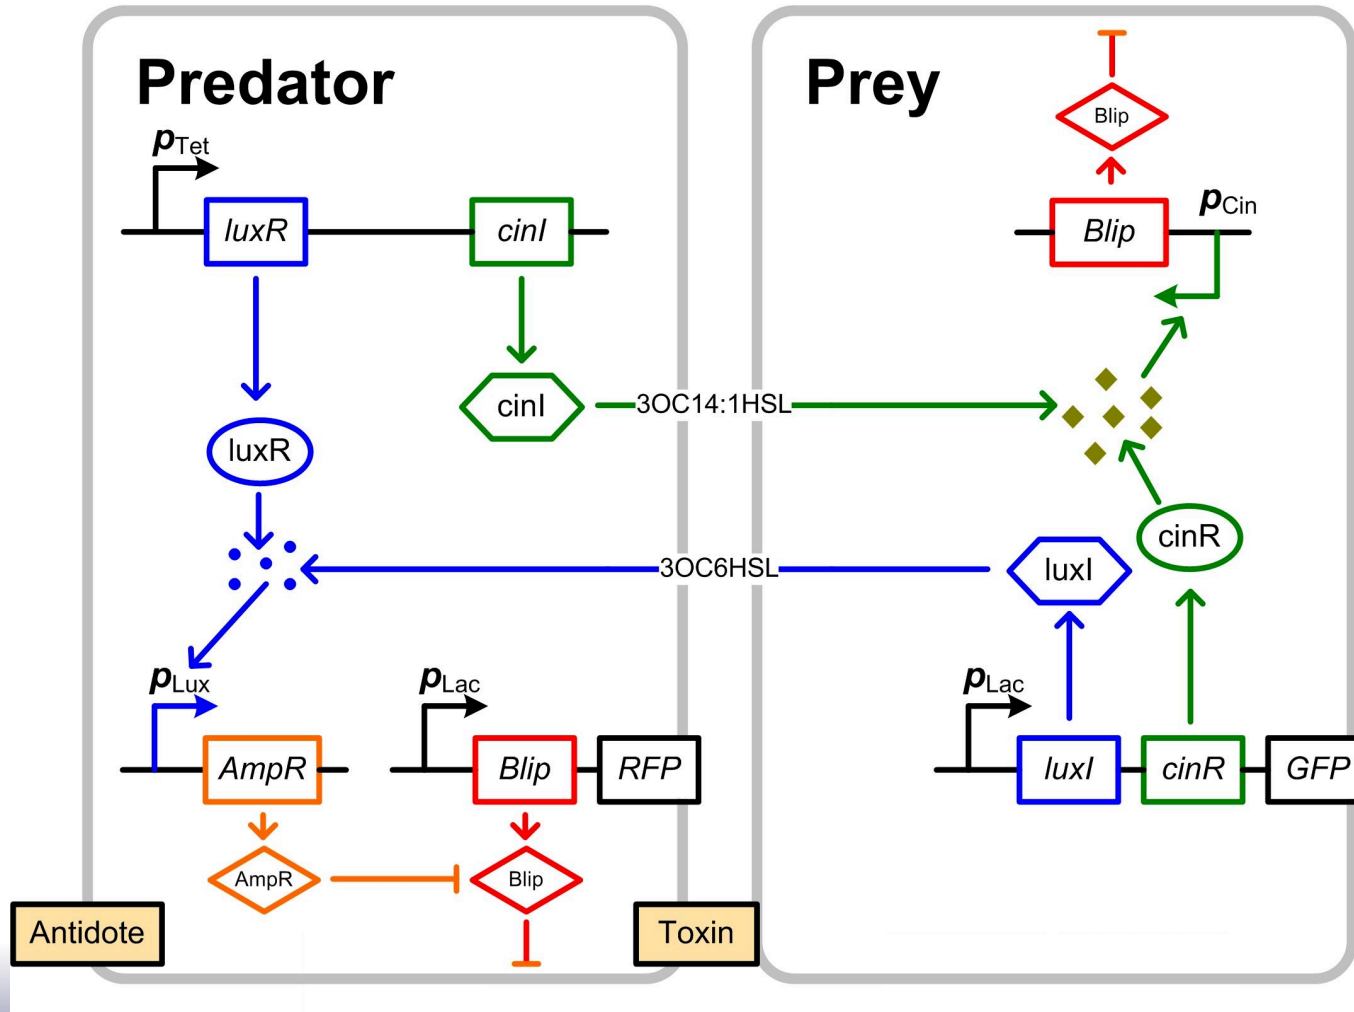 Predator
Prey
pTet
luxR
cinI
luxR
cinI
3OC14:1HSL
3OC6HSL
pLux
pLac
AmpR
Blip
RFP
AmpR
Blip
Antidote
Toxin
Blip
Blip
pCin
cinR
luxI
pLac
luxI
cinR
GFP